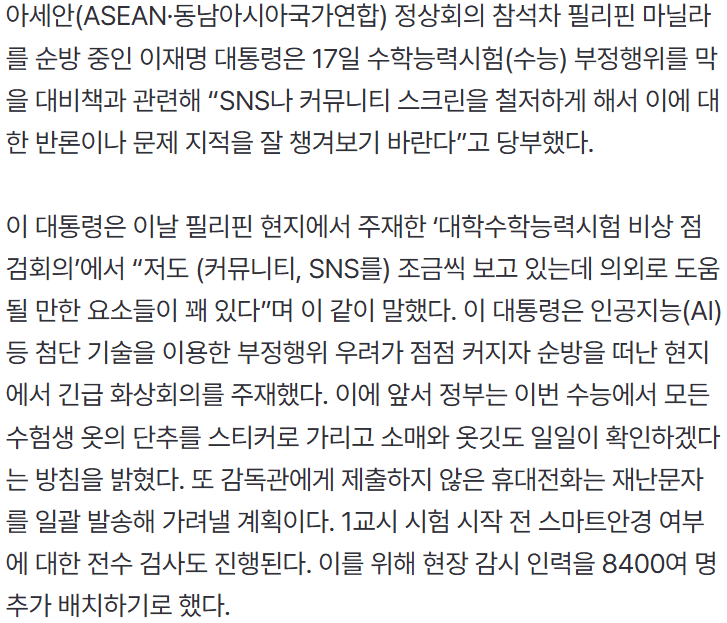 아세안(ASEAN·동남아시아국가연합) 정상회의 참석차 필리핀 마닐라
를 순방 중인 이재명 대통령은 17일 수학능력시험(수능) 부정행위를 막
을 대비책과 관련해 “SNS나 커뮤니티 스크린을 철저하게 해서 이에 대
한 반론이나 문제 지적을 잘 챙겨보기 바란다”고 당부했다.
이 대통령은 이날 필리핀 현지에서 주재한 ‘대학수학능력시험 비상 점
검회의’에서 “저도 (커뮤니티, SNS를) 조금씩 보고 있는데 의외로 도움
될 만한 요소들이 꽤 있다”며 이 같이 말했다. 이 대통령은 인공지능(AI)
등 첨단 기술을 이용한 부정행위 우려가 점점 커지자 순방을 떠난 현지
에서 긴급 화상회의를 주재했다. 이에 앞서 정부는 이번 수능에서 모든
수험생 옷의 단추를 스티커로 가리고 소매와 옷깃도 일일이 확인하겠다
는 방침을 밝혔다. 또 감독관에게 제출하지 않은 휴대전화는 재난문자
를 일괄 발송해 가려낼 계획이다. 1교시 시험 시작 전 스마트안경 여부
에 대한 전수 검사도 진행된다. 이를 위해 현장 감시 인력을 8400여 명
추가 배치하기로 했다.